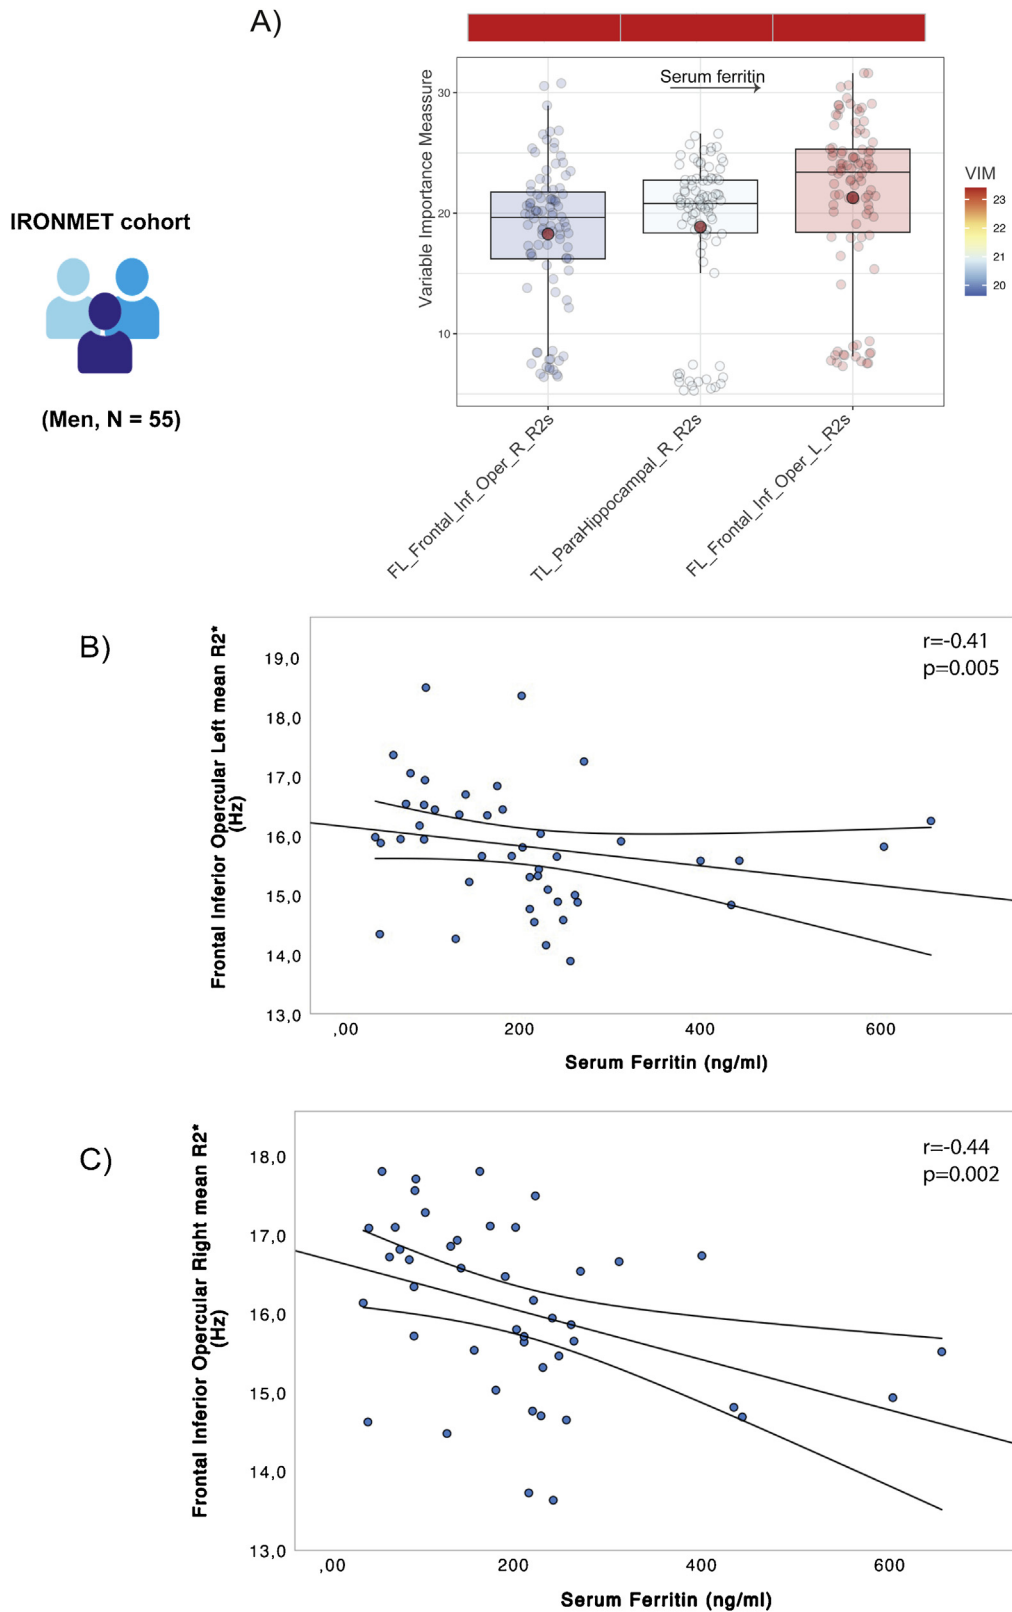 A)
IRONMET cohort
(Men, N = 55)
Variable Importance Meassure
30
20
10
Serum ferritin
VIM
23
22
21
20
FL_Frontal_Inf_Oper_R_R2s
TL_ParaHippocampal_R_R2s
FL_Frontal_Inf_Oper_L_R2s
B)
Frontal Inferior Opercular Left mean R2*
(Hz)
19,0
18,0
17,0
16,0
15,0
14,0
13,0
r=-0.41
p=0.005
,00
200
400
600
Serum Ferritin (ng/ml)
C)
Frontal Inferior Opercular Right mean R2*
(Hz)
18,0
17,0
16,0
15,0
14,0
13,0
r=-0.44
p=0.002
,00
200
400
600
Serum Ferritin (ng/ml)